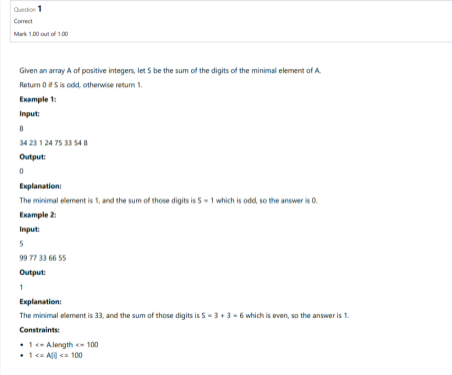 Question 1
Correct
Mark 1.00 out of 1.00
Given an array A of positive integers, let S be the sum of the digits of the minimal element of A.
Return 0 if S is odd, otherwise return 1.
Example 1:
Input:
8
34 23 1 24 75 33 54 8
Output:
0
Explanation:
The minimal element is 1, and the sum of those digits is S = 1 which is odd, so the answer is 0.
Example 2:
Input:
5
99 77 33 66 55
Output:
1
Explanation:
The minimal element is 33, and the sum of those digits is S = 3 + 3 = 6 which is even, so the answer is 1.
Constraints:
• 1 <= A.length <= 100
• 1 <= A[i] <= 100